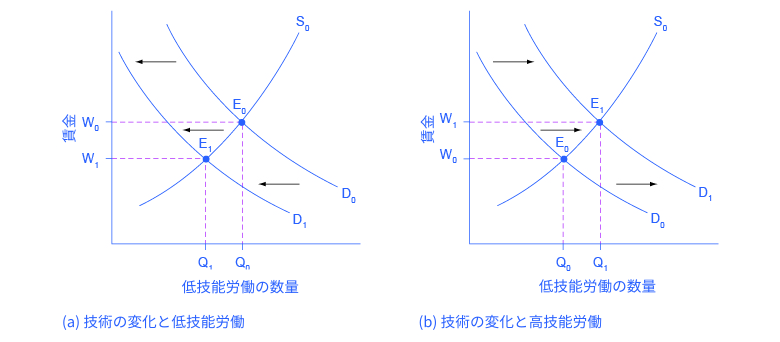 S0
賃金
W0
E0
W1
E1
D0
D1
Q1
Q0
低技能労働の数量
(a) 技術の変化と低技能労働
S0
賃金
W1
E1
W0
E0
D1
D0
Q0
Q1
低技能労働の数量
(b) 技術の変化と高技能労働